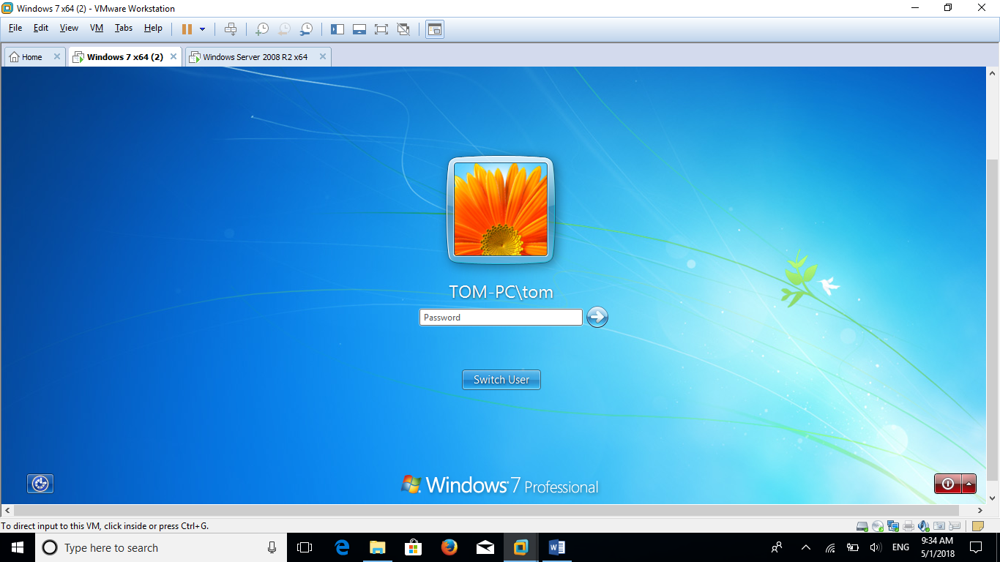 Windows 7 x64 (2) - VMware Workstation
File Edit View VM Tabs Help
Home Windows 7 x64 (2) Windows Server 2008 R2 x64
TOM-PC\tom
Password
Switch User
Windows 7 Professional
To direct input to this VM, click inside or press Ctrl+G.
Type here to search
ENG
9:34 AM
5/1/2018